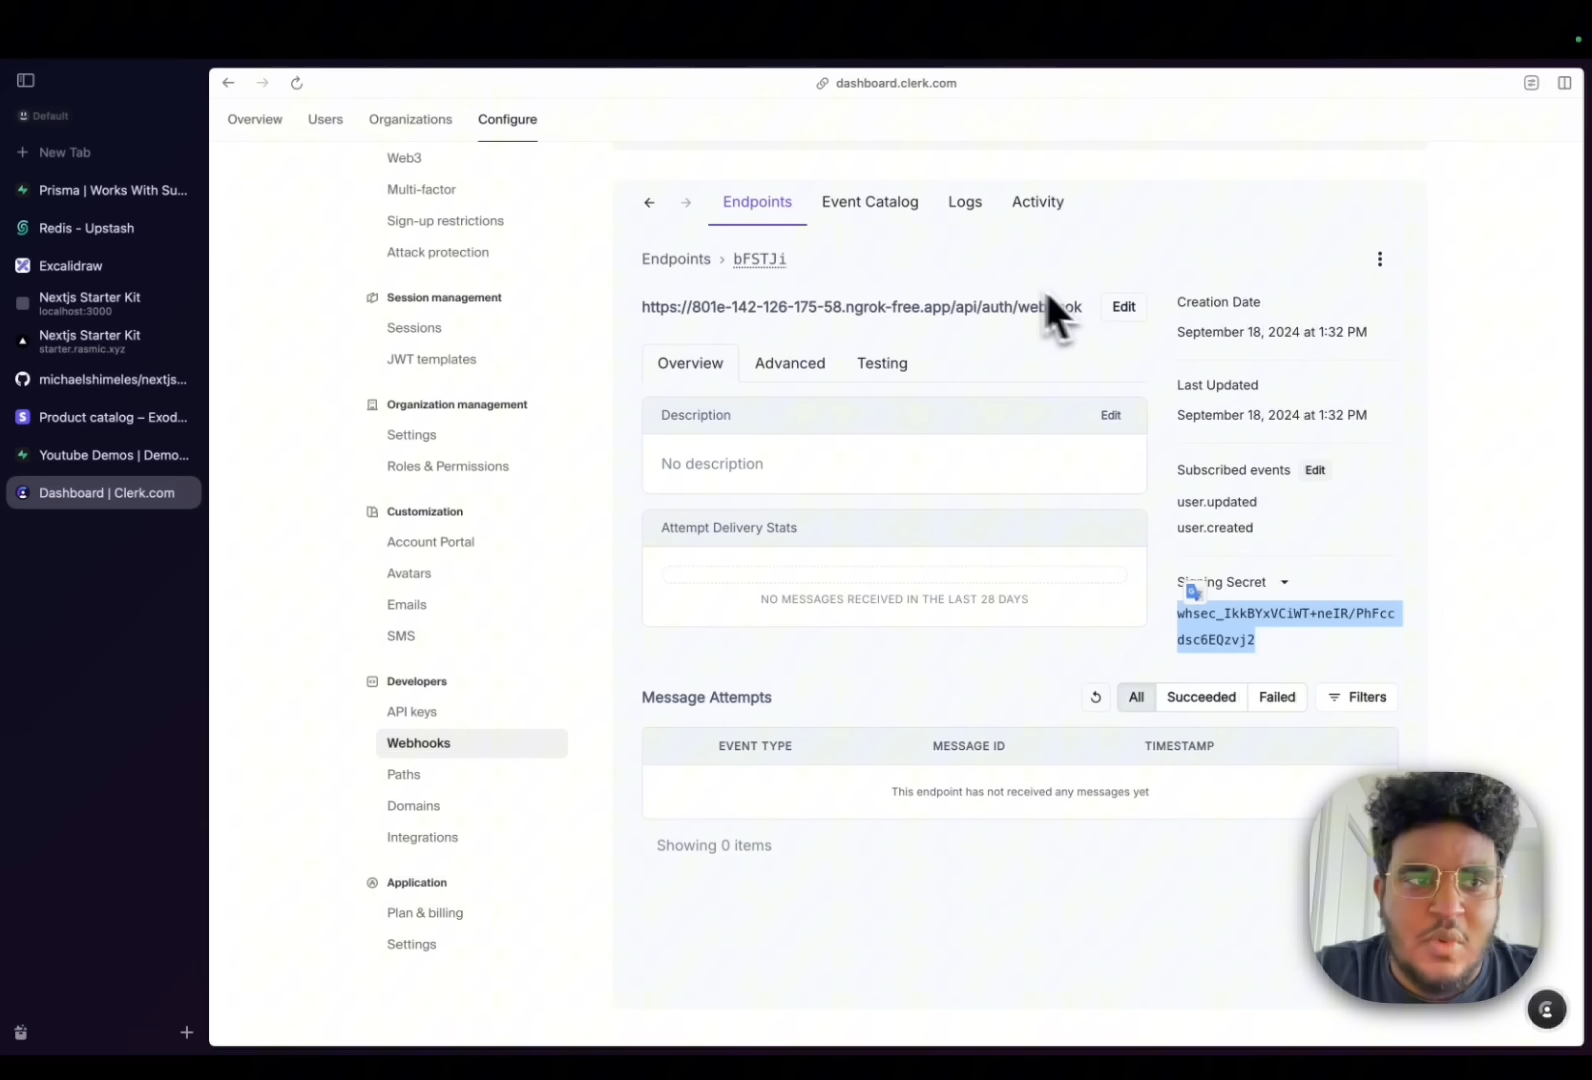 Default
New Tab
Prisma | Works With Su...
Redis - Upstash
Excalidraw
Nextjs Starter Kit
localhost:3000
Nextjs Starter Kit
starter.rasmic.xyz
michaelshimeles/nextjs...
Product catalog – Exod...
Youtube Demos | Demo...
Dashboard | Clerk.com
dashboard.clerk.com
Overview Users Organizations Configure
Web3
Multi-factor
Sign-up restrictions
Attack protection
Session management
Sessions
JWT templates
Organization management
Settings
Roles & Permissions
Customization
Account Portal
Avatars
Emails
SMS
Developers
API keys
Webhooks
Paths
Domains
Integrations
Application
Plan & billing
Settings
Endpoints Event Catalog Logs Activity
Endpoints › bFSTJi
https://801e-142-126-175-58.ngrok-free.app/api/auth/webhook Edit
Overview Advanced Testing
Description Edit
No description
Attempt Delivery Stats
NO MESSAGES RECEIVED IN THE LAST 28 DAYS
Creation Date
September 18, 2024 at 1:32 PM
Last Updated
September 18, 2024 at 1:32 PM
Subscribed events Edit
user.updated
user.created
Signing Secret
whsec_IkkBYxVCiWT+neIR/PhFcc
dsc6EQzvj2
Message Attempts All Succeeded Failed Filters
EVENT TYPE MESSAGE ID TIMESTAMP
This endpoint has not received any messages yet
Showing 0 items